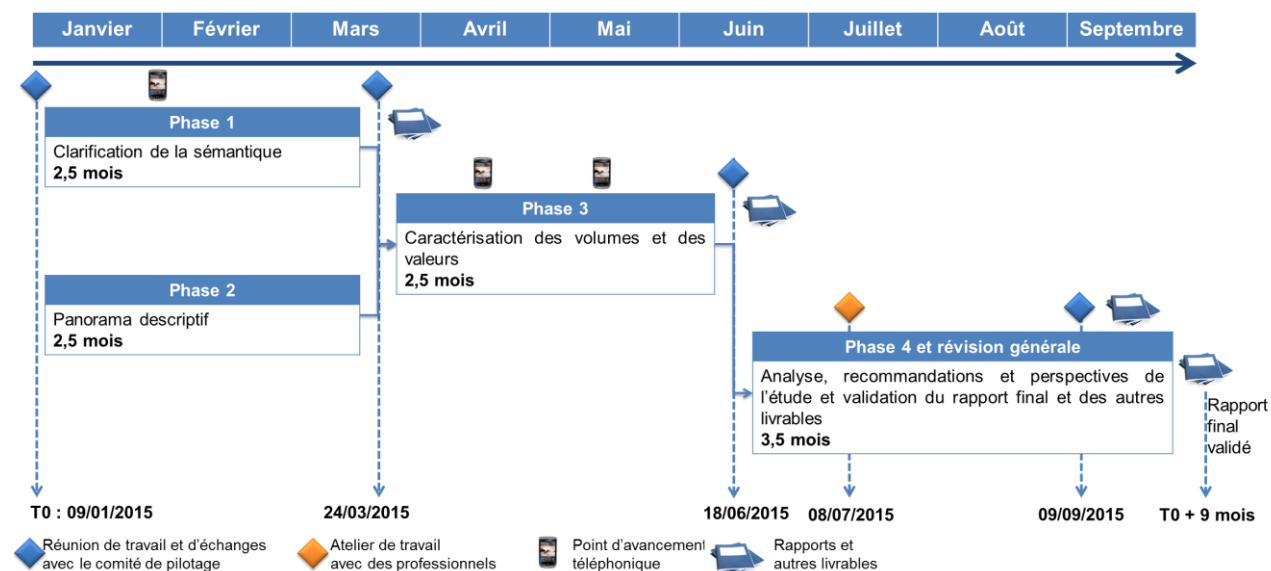 Janvier Février Mars Avril Mai Juin Juillet Août Septembre
Phase 1
Clarification de la sémantique
2,5 mois
Phase 3
Caractérisation des volumes et des
valeurs
2,5 mois
Phase 2
Panorama descriptif
2,5 mois
Phase 4 et révision générale
Analyse, recommandations et perspectives de
l'étude et validation du rapport final et des autres
livrables
3,5 mois
Rapport
final
validé
T0 : 09/01/2015 24/03/2015 18/06/2015 08/07/2015 09/09/2015 T0 + 9 mois
Réunion de travail et d'échanges
avec le comité de pilotage
Atelier de travail
avec des professionnels
Point d'avancement
téléphonique
Rapports et
autres livrables